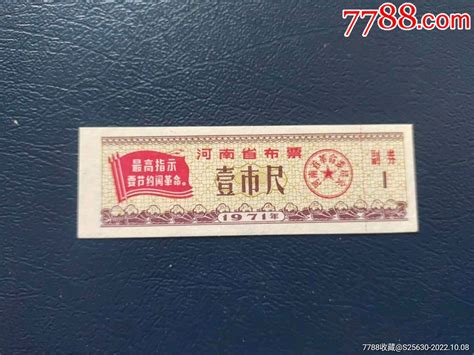 7788.com
河南省布票
最高指示
要节约闹革命。
壹市尺
副券
1
1971年
7788收藏@S25630-2022.10.08